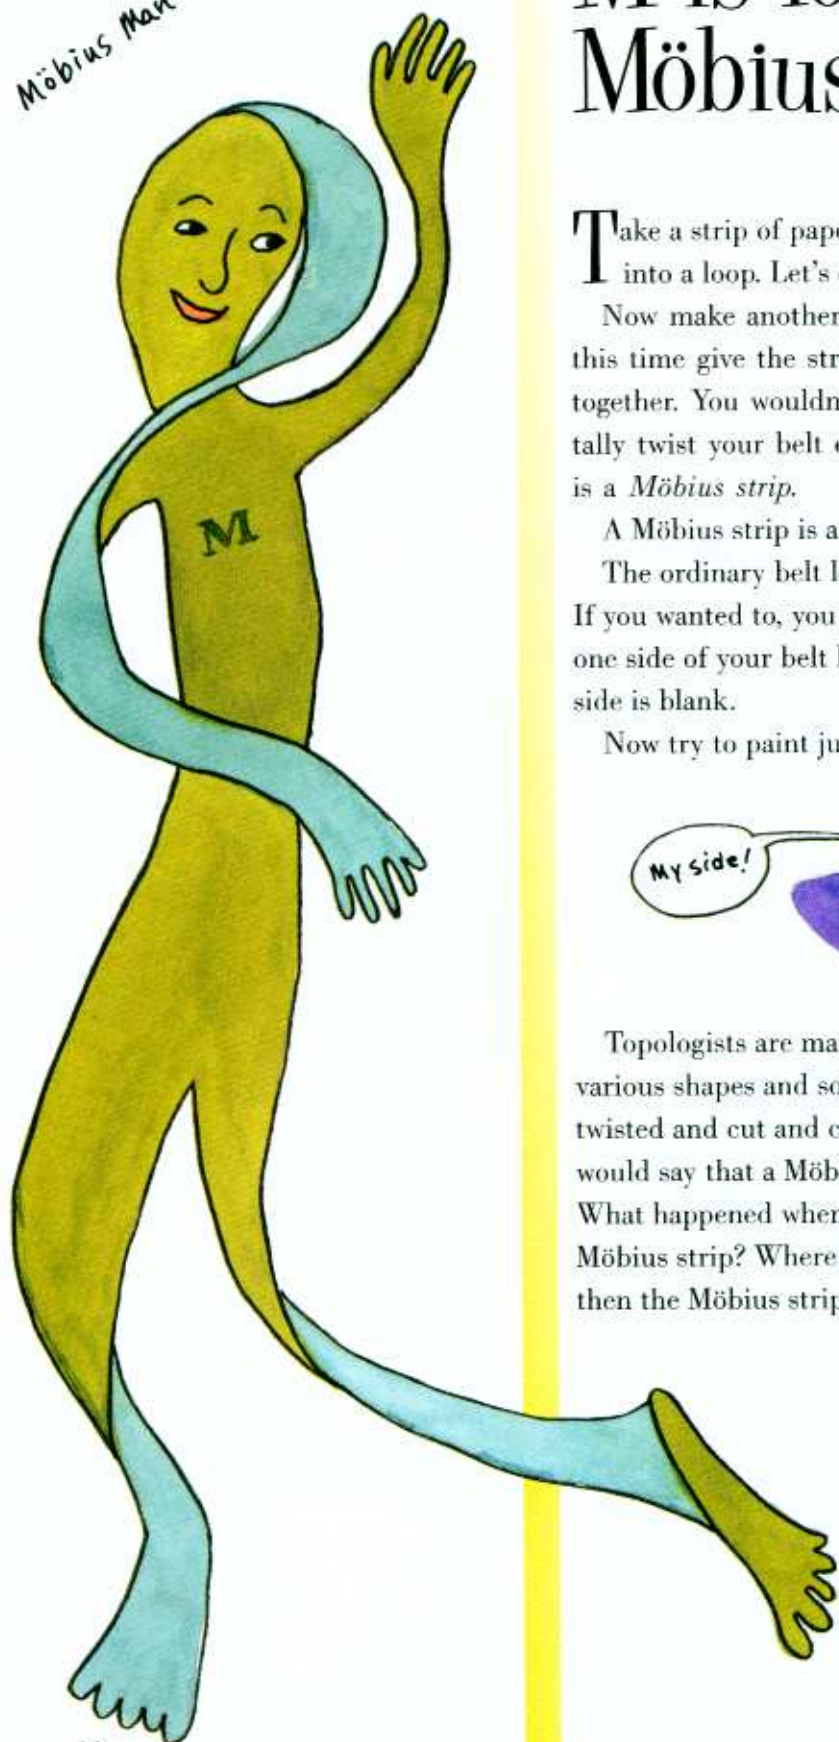 Möbius Man
M
Möbius
Take a strip of pape
into a loop. Let's
Now make another
this time give the str
together. You wouldn
tally twist your belt
is a Möbius strip.
A Möbius strip is a
The ordinary belt l
If you wanted to, you
one side of your belt
side is blank.
Now try to paint ju
My side!
Topologists are ma
various shapes and so
twisted and cut and c
would say that a Möb
What happened when
Möbius strip? Where
then the Möbius strip